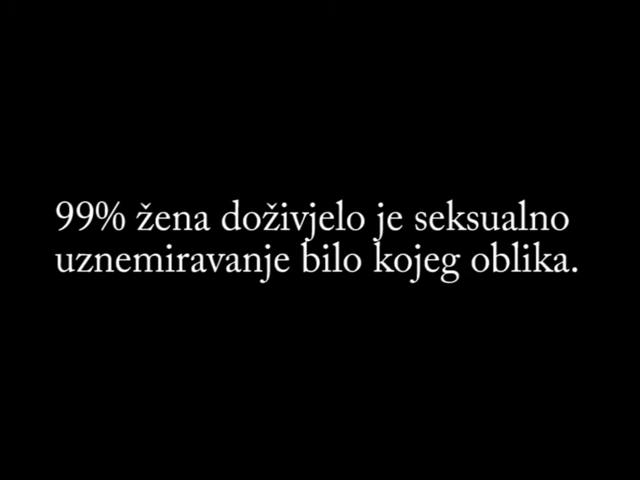 99% žena doživjelo je seksualno
uznemiravanje bilo kojeg oblika.